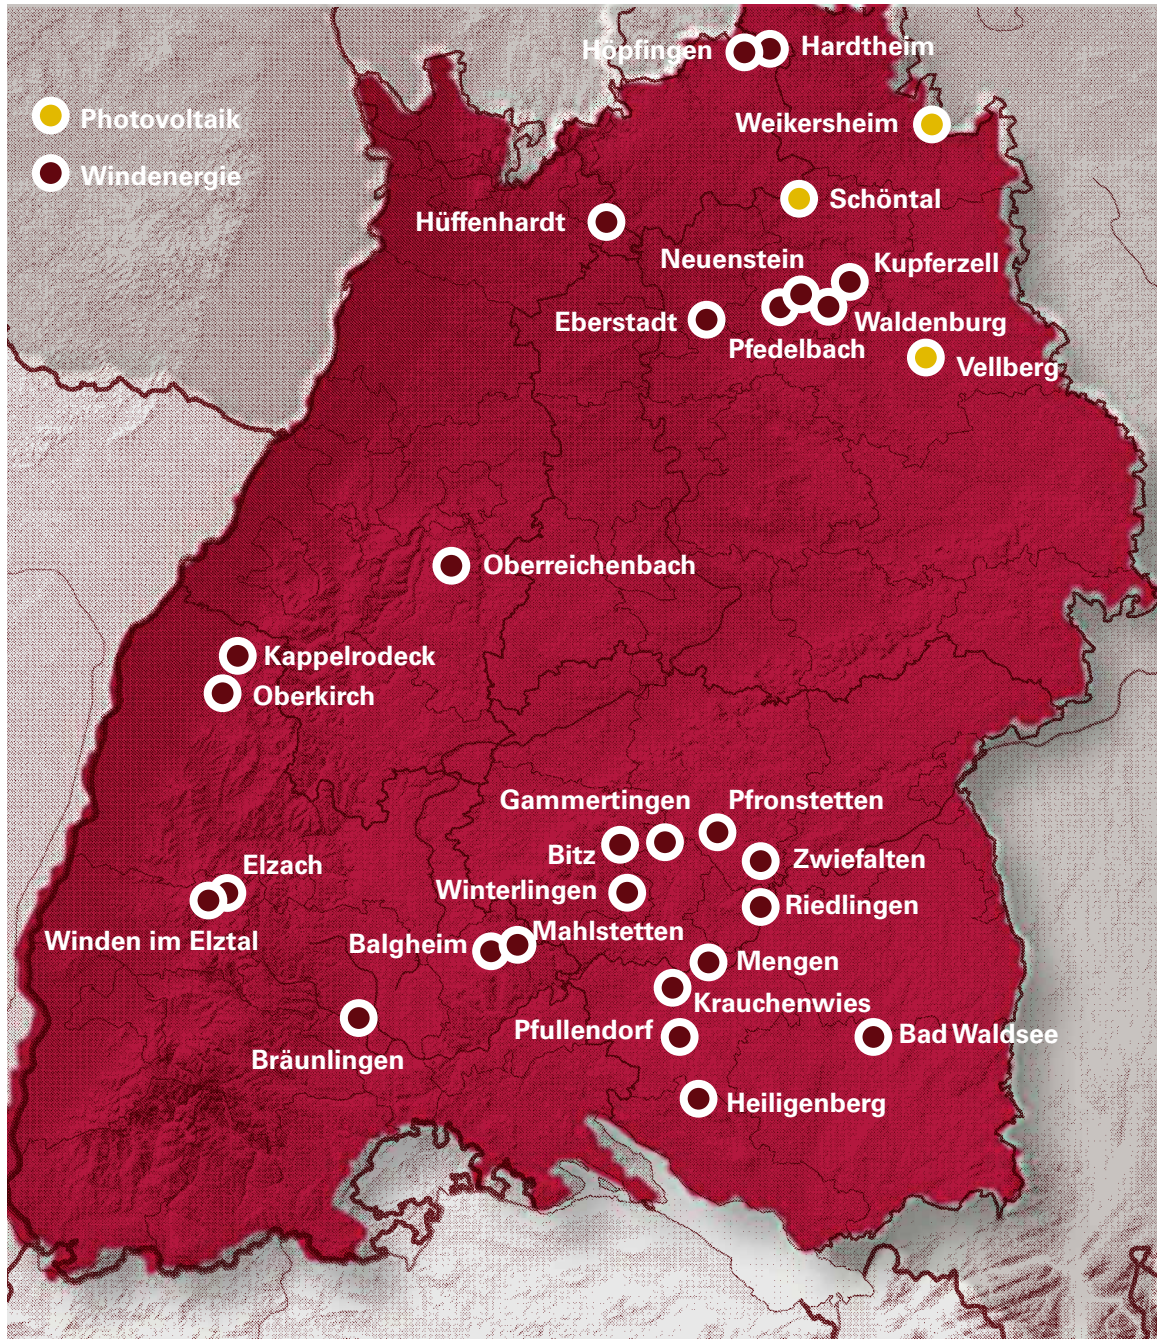 Höpfingen
Hardtheim
Photovoltaik
Weikersheim
Windenergie
Schöntal
Hüffenhardt
Neuenstein
Kupferzell
Eberstadt
Waldenburg
Pfedelbach
Vellberg
Oberreichenbach
Kappelrodeck
Oberkirch
Gammertingen
Pfronstetten
Bitz
Zwiefalten
Elzach
Winterlingen
Riedlingen
Winden im Elztal
Balgheim
Mahlstetten
Mengen
Krauchenwies
Pfullendorf
Bad Waldsee
Bräunlingen
Heiligenberg